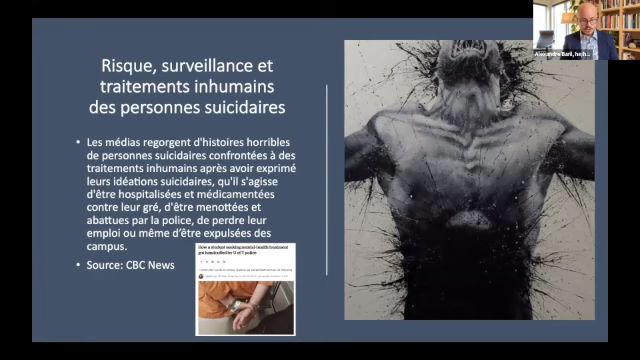 Alexandre Baril, he/h...
Risque, surveillance et
traitements inhumains
des personnes suicidaires
• Les médias regorgent d'histoires horribles
de personnes suicidaires confrontées à des
traitements inhumains après avoir exprimé
leurs idéations suicidaires, qu'il s'agisse
d'être hospitalisées et médicamentées
contre leur gré, d'être menottées et
abattues par la police, de perdre leur
emploi ou même d'être expulsées des
campus.
• Source: CBC News
How a student seeking mental-health treatment
got handcuffed by U of T police